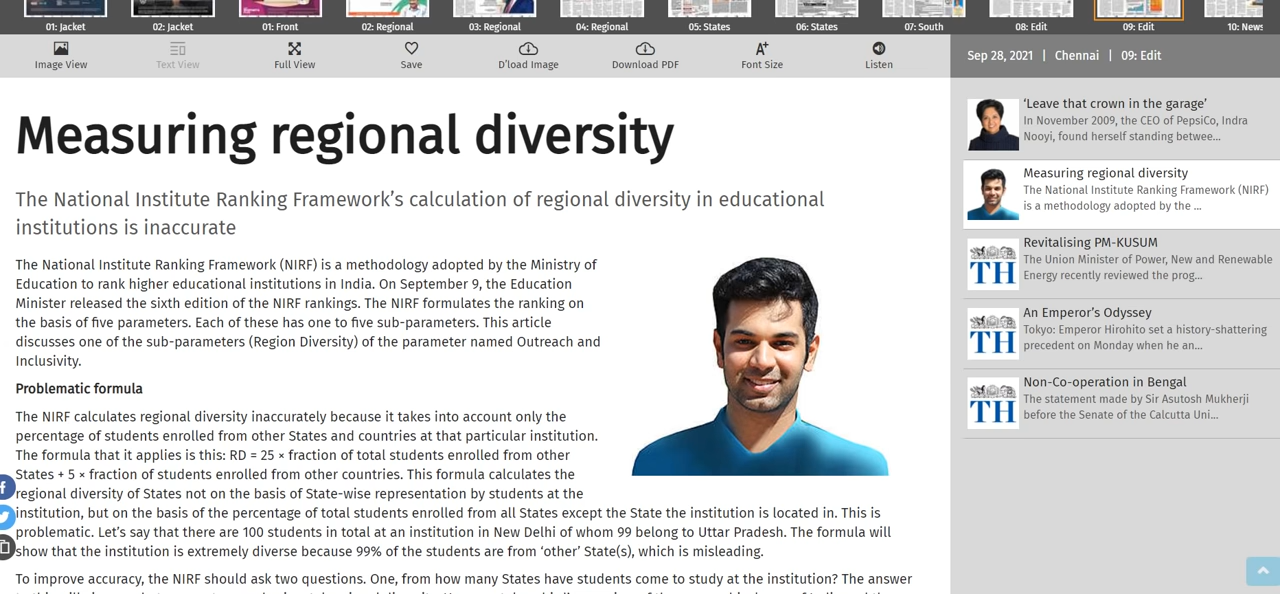 01: Jacket
02: Jacket
01: Front
02: Regional
03: Regional
04: Regional
05: States
06: States
07: South
08: Edit
09: Edit
10: News
Image View
Text View
Full View
Save
D’load Image
Download PDF
Font Size
Listen
Sep 28, 2021 | Chennai | 09: Edit
Measuring regional diversity
The National Institute Ranking Framework’s calculation of regional diversity in educational
institutions is inaccurate
The National Institute Ranking Framework (NIRF) is a methodology adopted by the Ministry of
Education to rank higher educational institutions in India. On September 9, the Education
Minister released the sixth edition of the NIRF rankings. The NIRF formulates the ranking on
the basis of five parameters. Each of these has one to five sub-parameters. This article
discusses one of the sub-parameters (Region Diversity) of the parameter named Outreach and
Inclusivity.
Problematic formula
The NIRF calculates regional diversity inaccurately because it takes into account only the
percentage of students enrolled from other States and countries at that particular institution.
The formula that it applies is this: RD = 25 × fraction of total students enrolled from other
States + 5 × fraction of students enrolled from other countries. This formula calculates the
regional diversity of States not on the basis of State-wise representation by students at the
institution, but on the basis of the percentage of total students enrolled from all States except the State the institution is located in. This is
problematic. Let’s say that there are 100 students in total at an institution in New Delhi of whom 99 belong to Uttar Pradesh. The formula will
show that the institution is extremely diverse because 99% of the students are from ‘other’ State(s), which is misleading.
To improve accuracy, the NIRF should ask two questions. One, from how many States have students come to study at the institution? The answer
‘Leave that crown in the garage’
In November 2009, the CEO of PepsiCo, Indra
Nooyi, found herself standing betwee...
Measuring regional diversity
The National Institute Ranking Framework (NIRF)
is a methodology adopted by the ...
Revitalising PM-KUSUM
The Union Minister of Power, New and Renewable
Energy recently reviewed the prog...
TH
An Emperor’s Odyssey
Tokyo: Emperor Hirohito set a history-shattering
precedent on Monday when he an...
TH
Non-Co-operation in Bengal
The statement made by Sir Asutosh Mukherji
before the Senate of the Calcutta Uni...
TH